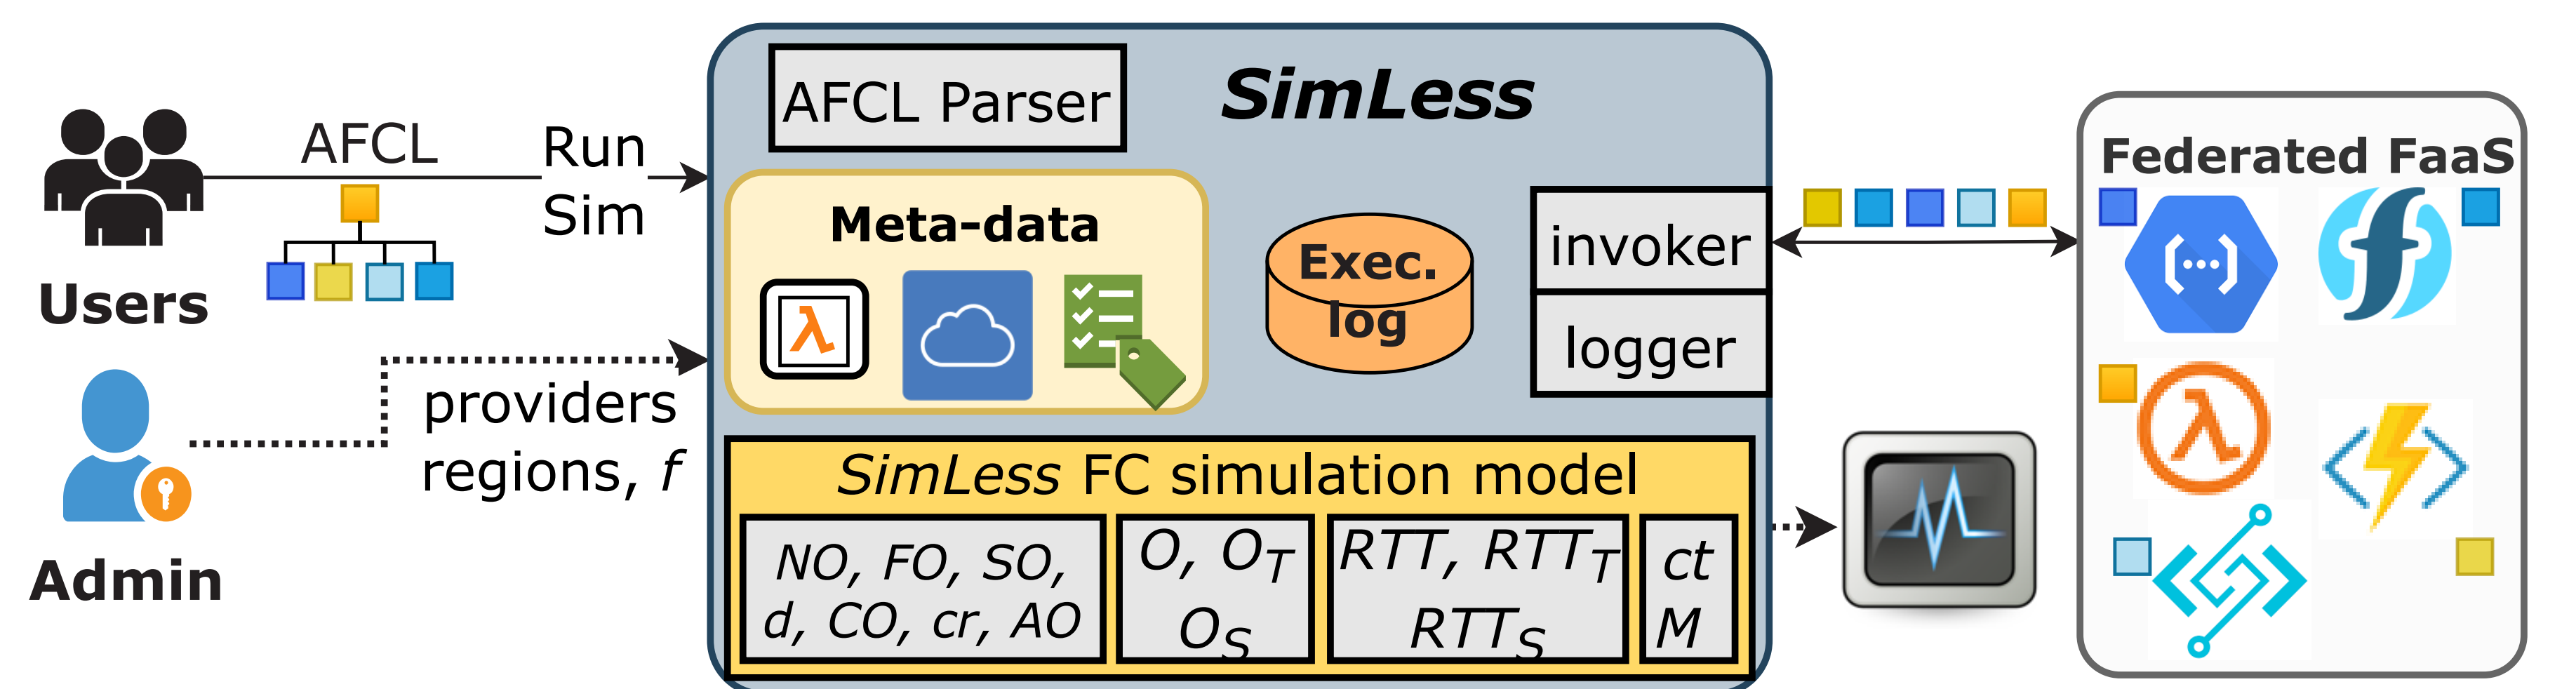 AFCL
Run
Sim
Users
providers
regions, f
Admin
AFCL Parser
SimLess
Meta-data
λ
Exec.
log
invoker
logger
SimLess FC simulation model
NO, FO, SO,
d, CO, cr, AO
O, O_T
O_S
RTT, RTT_T
RTT_S
ct
M
Federated FaaS
f
λ